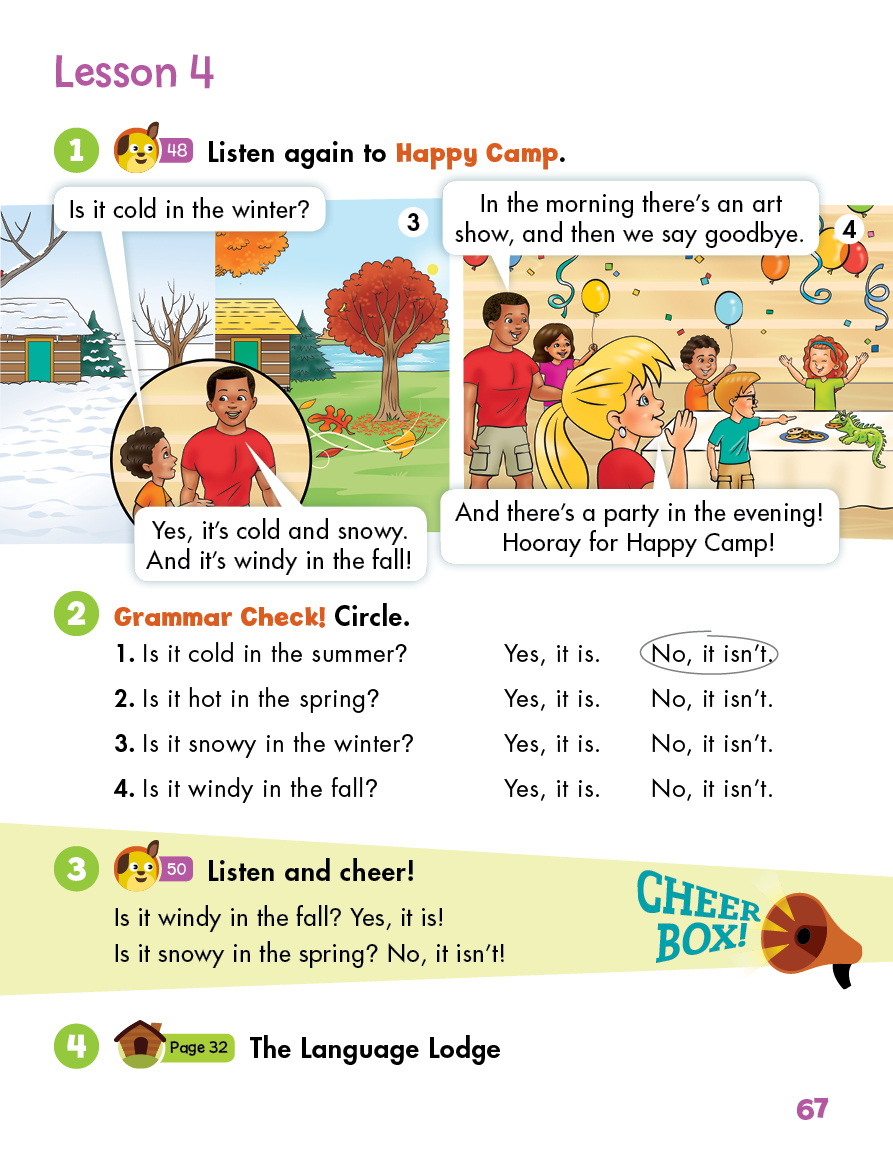 Lesson 4
1 48 Listen again to Happy Camp.
Is it cold in the winter?
3
Yes, it's cold and snowy.
And it's windy in the fall!
In the morning there's an art
show, and then we say goodbye.
4
And there's a party in the evening!
Hooray for Happy Camp!
2 Grammar Check! Circle.
1. Is it cold in the summer? Yes, it is. No, it isn't.
2. Is it hot in the spring? Yes, it is. No, it isn't.
3. Is it snowy in the winter? Yes, it is. No, it isn't.
4. Is it windy in the fall? Yes, it is. No, it isn't.
3 50 Listen and cheer!
Is it windy in the fall? Yes, it is!
Is it snowy in the spring? No, it isn't!
CHEER
BOX!
4 Page 32 The Language Lodge
67